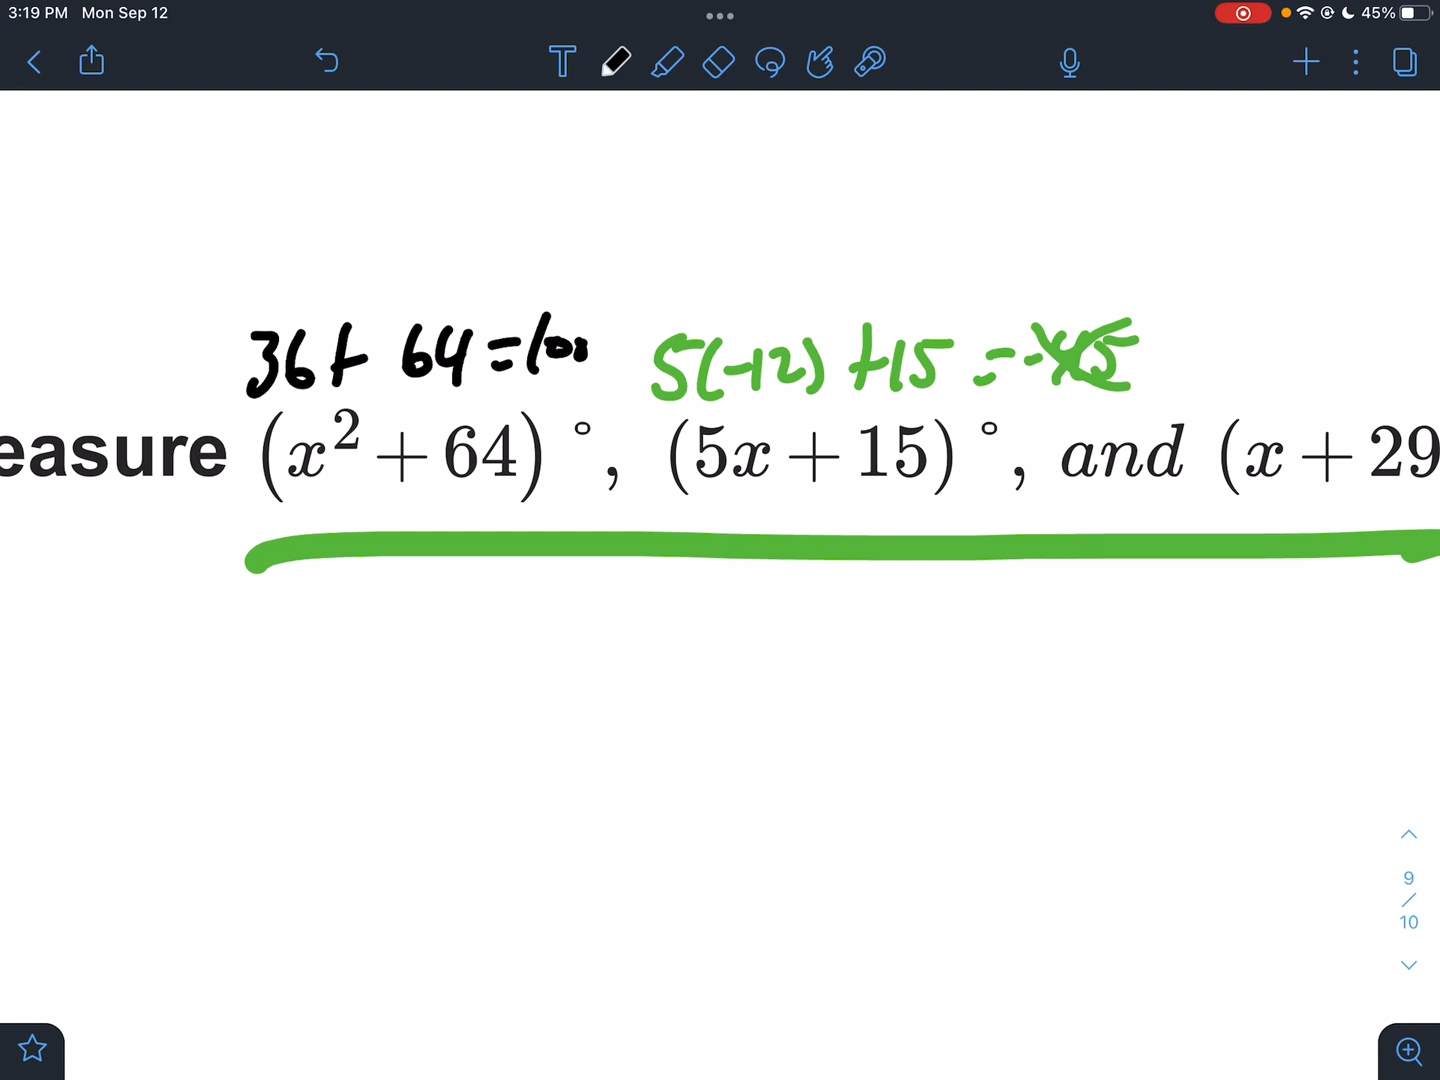 3:19 PM Mon Sep 12
45%
36 + 64 = 100 5(-12) + 15 = -45
easure (x² + 64)°, (5x + 15)°, and (x + 29
9
/
10